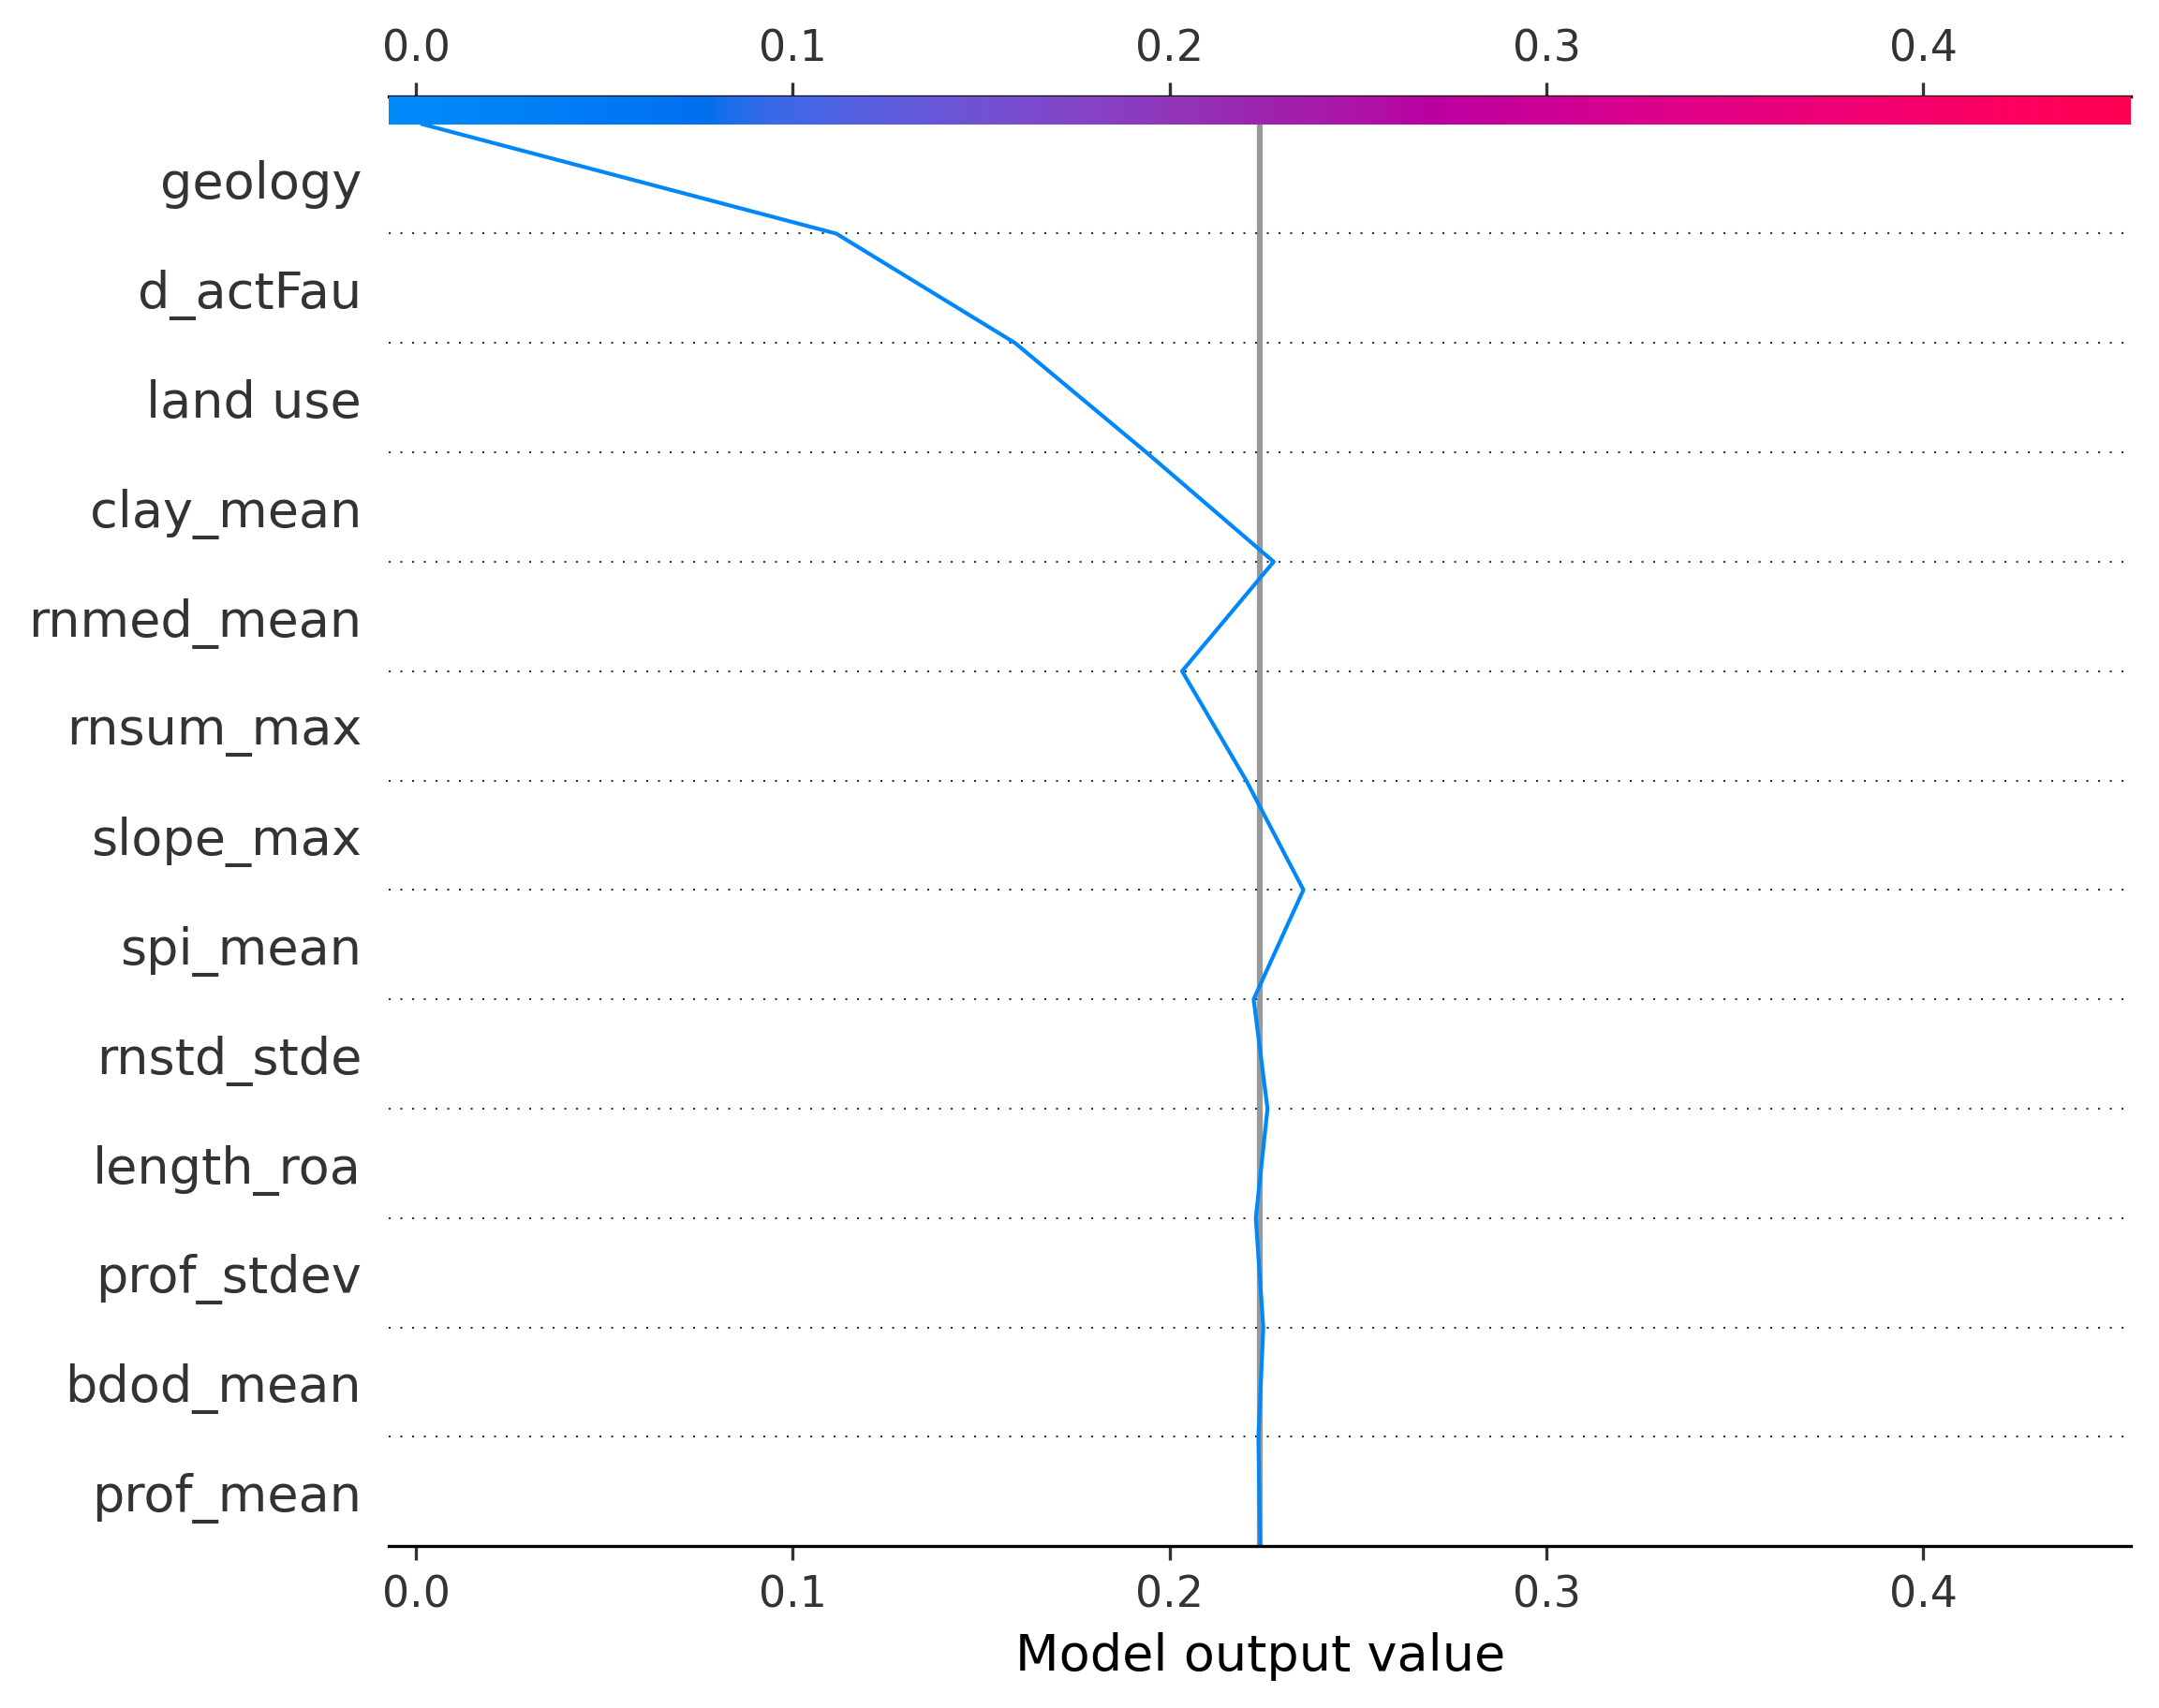 0.0 0.1 0.2 0.3 0.4
geology
d_actFau
land use
clay_mean
rnmed_mean
rnsum_max
slope_max
spi_mean
rnstd_stde
length_roa
prof_stdev
bdod_mean
prof_mean
0.0 0.1 0.2 0.3 0.4
Model output value